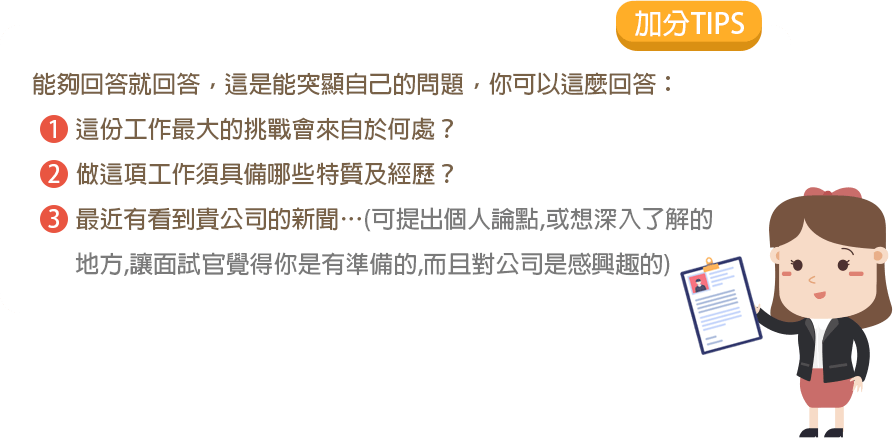 加分TIPS
能夠回答就回答，這是能突顯自己的問題，你可以這麼回答：
1 這份工作最大的挑戰會來自於何處？
2 做這項工作須具備哪些特質及經歷？
3 最近有看到貴公司的新聞…(可提出個人論點,或想深入了解的
地方,讓面試官覺得你是有準備的,而且對公司是感興趣的)